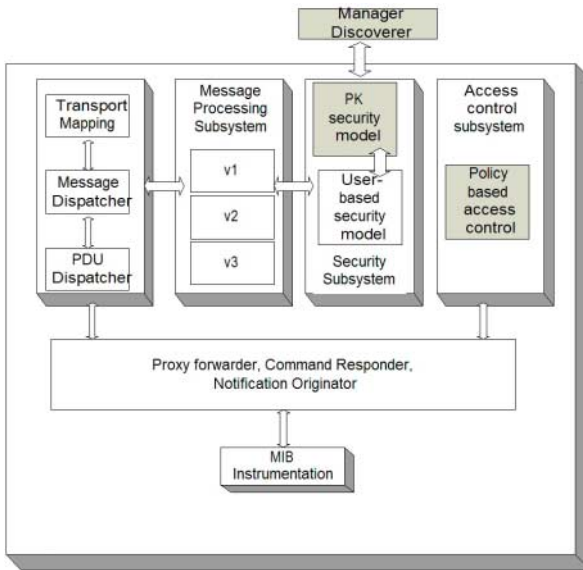 Manager
Discoverer
Transport
Mapping
Message
Dispatcher
PDU
Dispatcher
Message
Processing
Subsystem
v1
v2
v3
PK
security
model
User-
based
security
model
Security
Subsystem
Access
control
subsystem
Policy
based
access
control
Proxy forwarder, Command Responder,
Notification Originator
MIB
Instrumentation